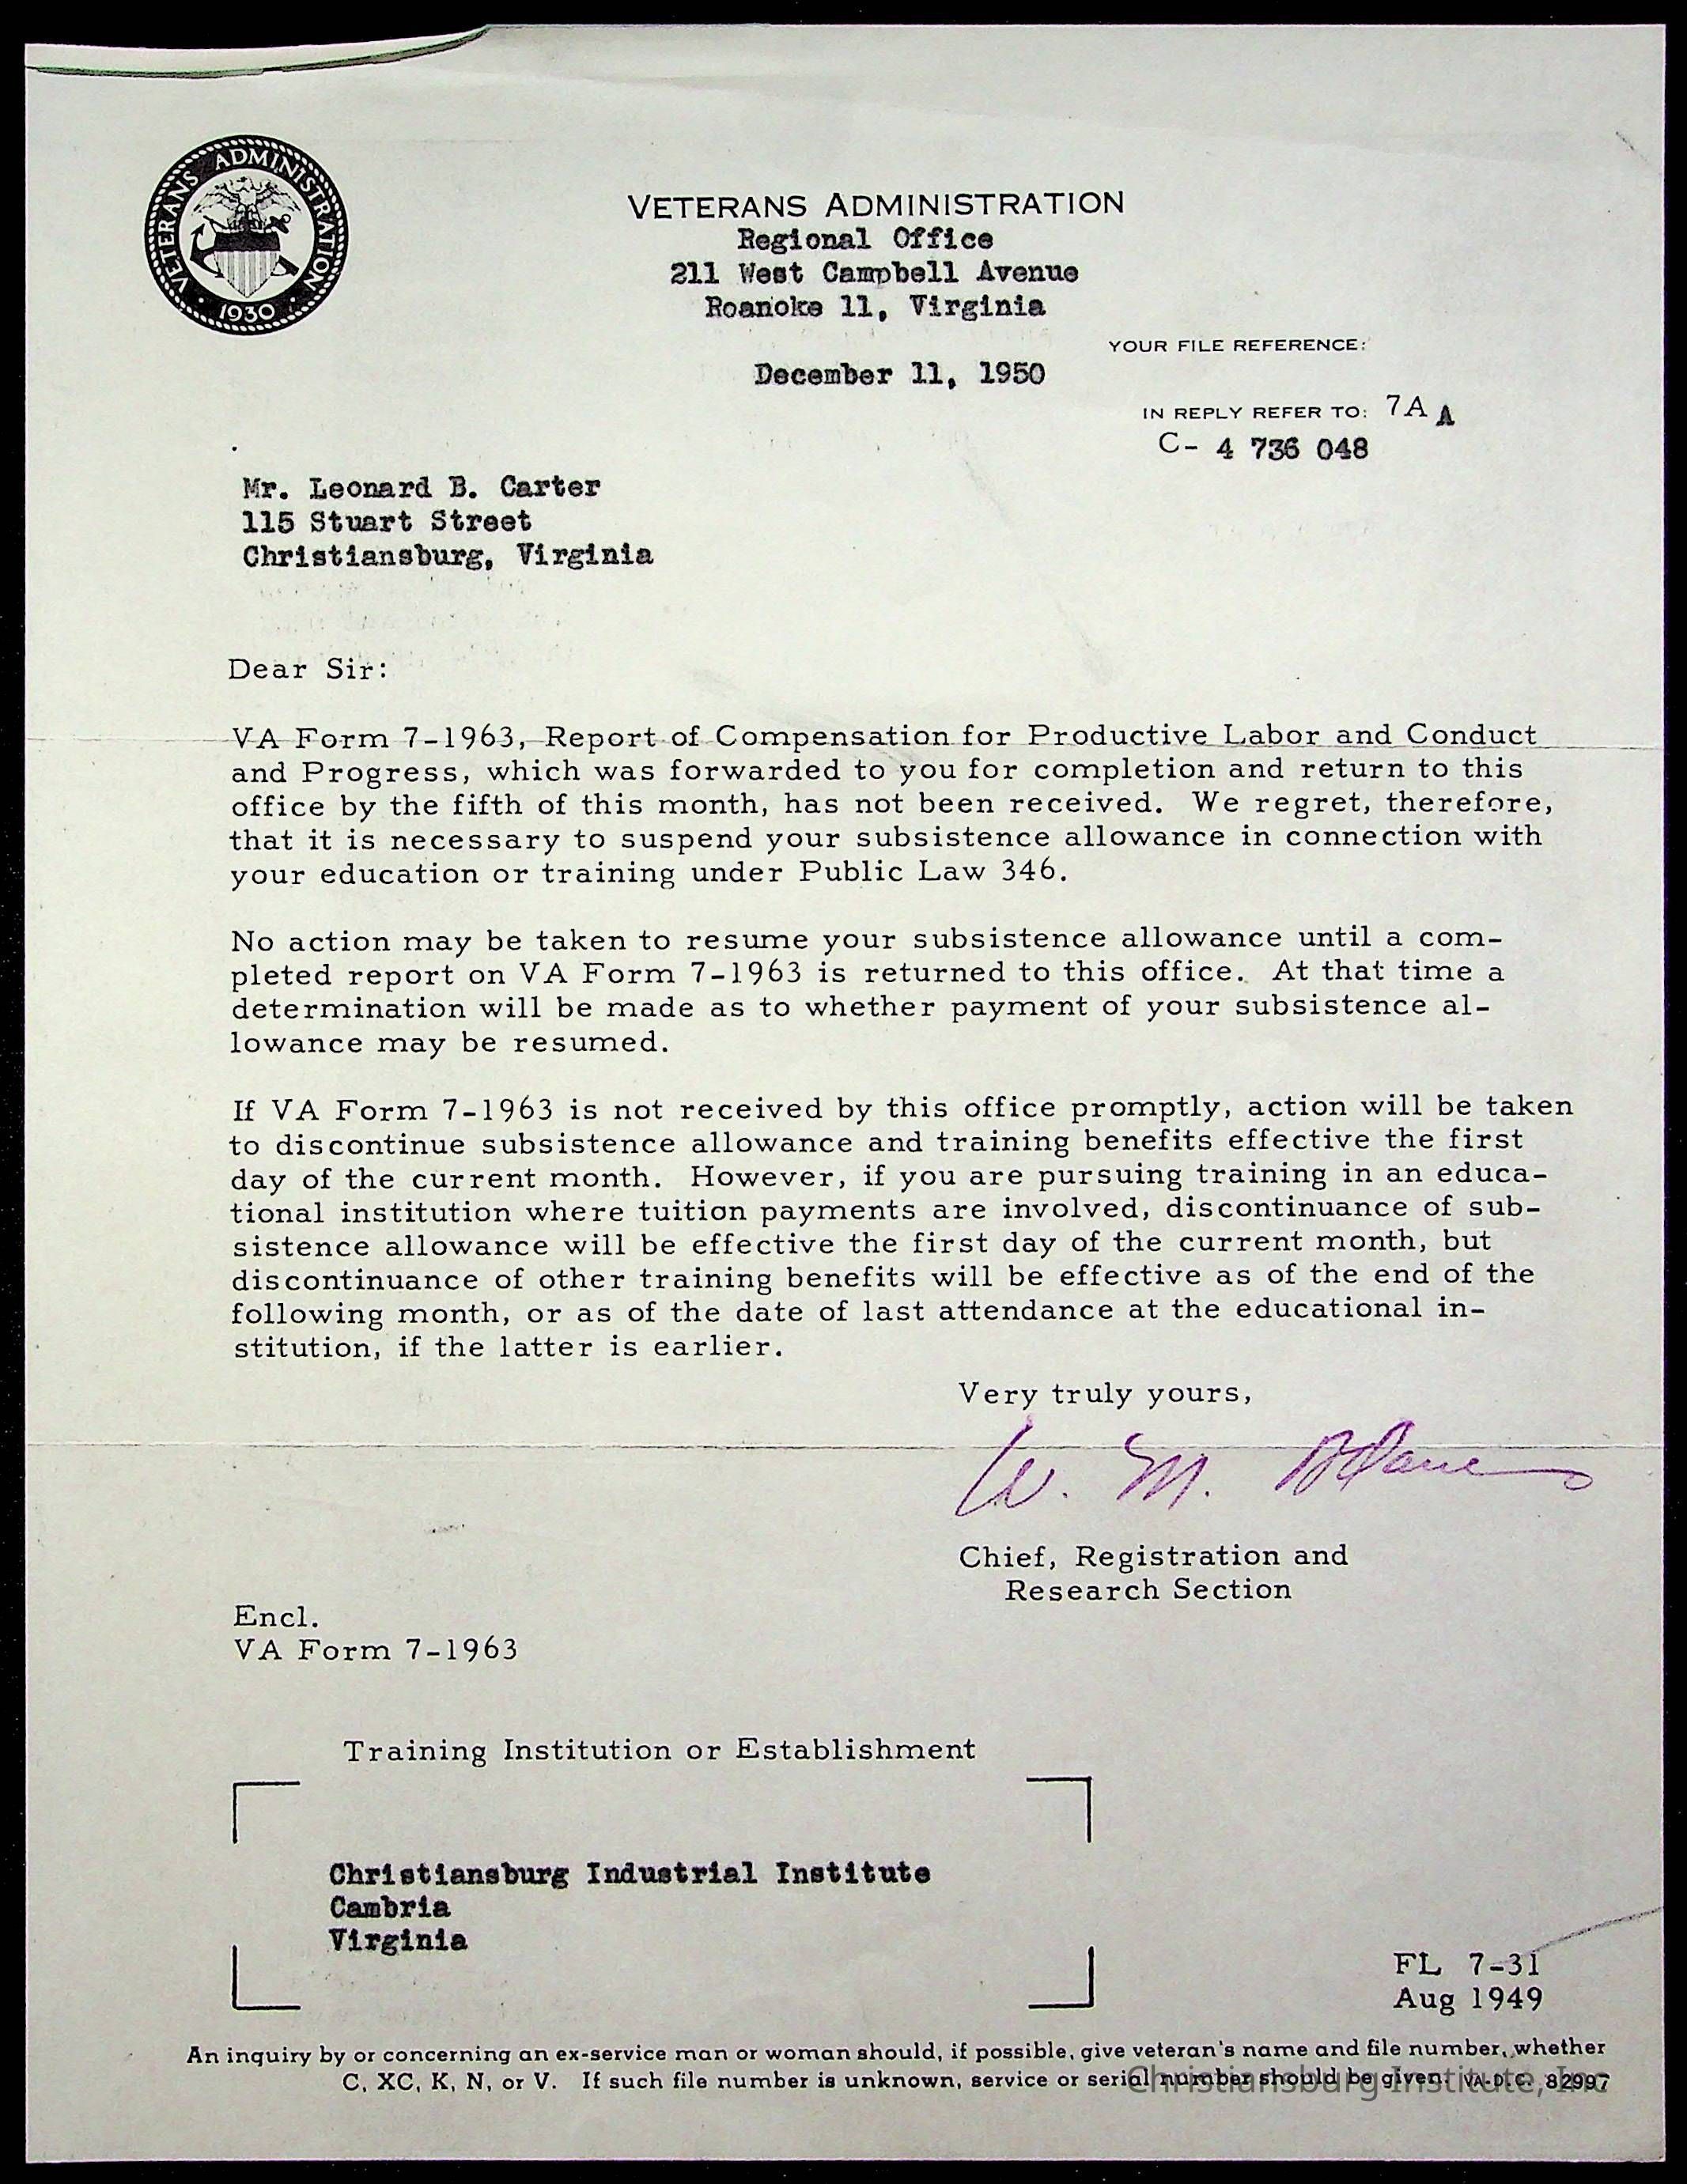 VETERANS ADMINISTRATION
1930
VETERANS ADMINISTRATION
Regional Office
211 West Campbell Avenue
Roanoke 11, Virginia
YOUR FILE REFERENCE:
December 11, 1950
IN REPLY REFER TO: 7A A
C- 4 736 048
Mr. Leonard B. Carter
115 Stuart Street
Christiansburg, Virginia
Dear Sir:
VA Form 7-1963, Report of Compensation for Productive Labor and Conduct
and Progress, which was forwarded to you for completion and return to this
office by the fifth of this month, has not been received. We regret, therefore,
that it is necessary to suspend your subsistence allowance in connection with
your education or training under Public Law 346.
No action may be taken to resume your subsistence allowance until a com-
pleted report on VA Form 7-1963 is returned to this office. At that time a
determination will be made as to whether payment of your subsistence al-
lowance may be resumed.
If VA Form 7-1963 is not received by this office promptly, action will be taken
to discontinue subsistence allowance and training benefits effective the first
day of the current month. However, if you are pursuing training in an educa-
tional institution where tuition payments are involved, discontinuance of sub-
sistence allowance will be effective the first day of the current month, but
discontinuance of other training benefits will be effective as of the end of the
following month, or as of the date of last attendance at the educational in-
stitution, if the latter is earlier.
Very truly yours,
W. M.
Chief, Registration and
Research Section
Encl.
VA Form 7-1963
Training Institution or Establishment
Christiansburg Industrial Institute
Cambria
Virginia
FL 7-31
Aug 1949
An inquiry by or concerning an ex-service man or woman should, if possible, give veteran's name and file number, whether
C, XC, K, N, or V. If such file number is unknown, service or serial number should be given. VA-D.C. 82997
Christiansburg Institute, Inc